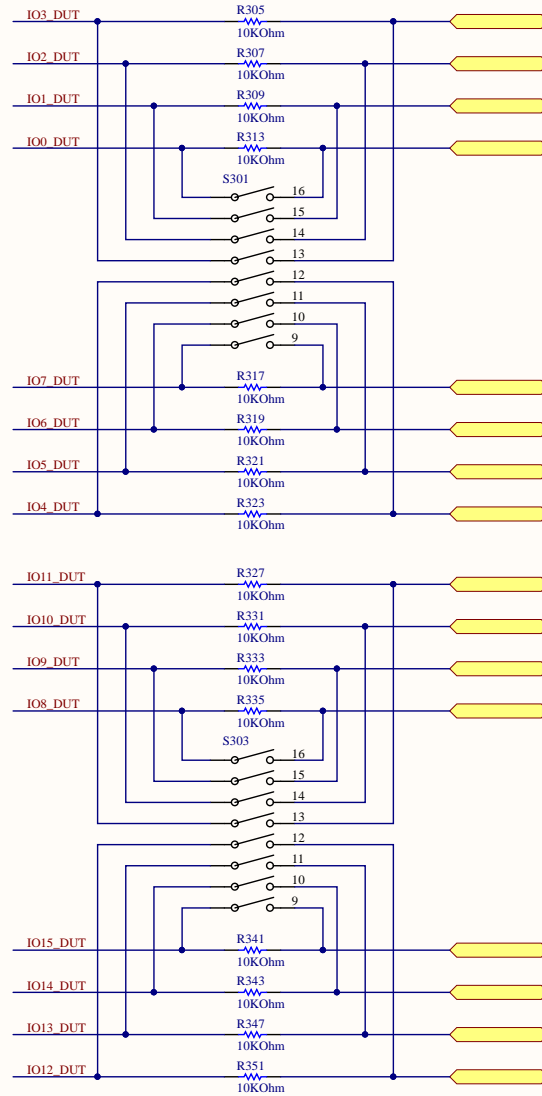 IO3_DUT
R305
10KOhm
IO2_DUT
R307
10KOhm
IO1_DUT
R309
10KOhm
IO0_DUT
R313
10KOhm
S301
16
15
14
13
12
11
10
9
IO7_DUT
R317
10KOhm
IO6_DUT
R319
10KOhm
IO5_DUT
R321
10KOhm
IO4_DUT
R323
10KOhm
IO11_DUT
R327
10KOhm
IO10_DUT
R331
10KOhm
IO9_DUT
R333
10KOhm
IO8_DUT
R335
10KOhm
S303
16
15
14
13
12
11
10
9
IO15_DUT
R341
10KOhm
IO14_DUT
R343
10KOhm
IO13_DUT
R347
10KOhm
IO12_DUT
R351
10KOhm